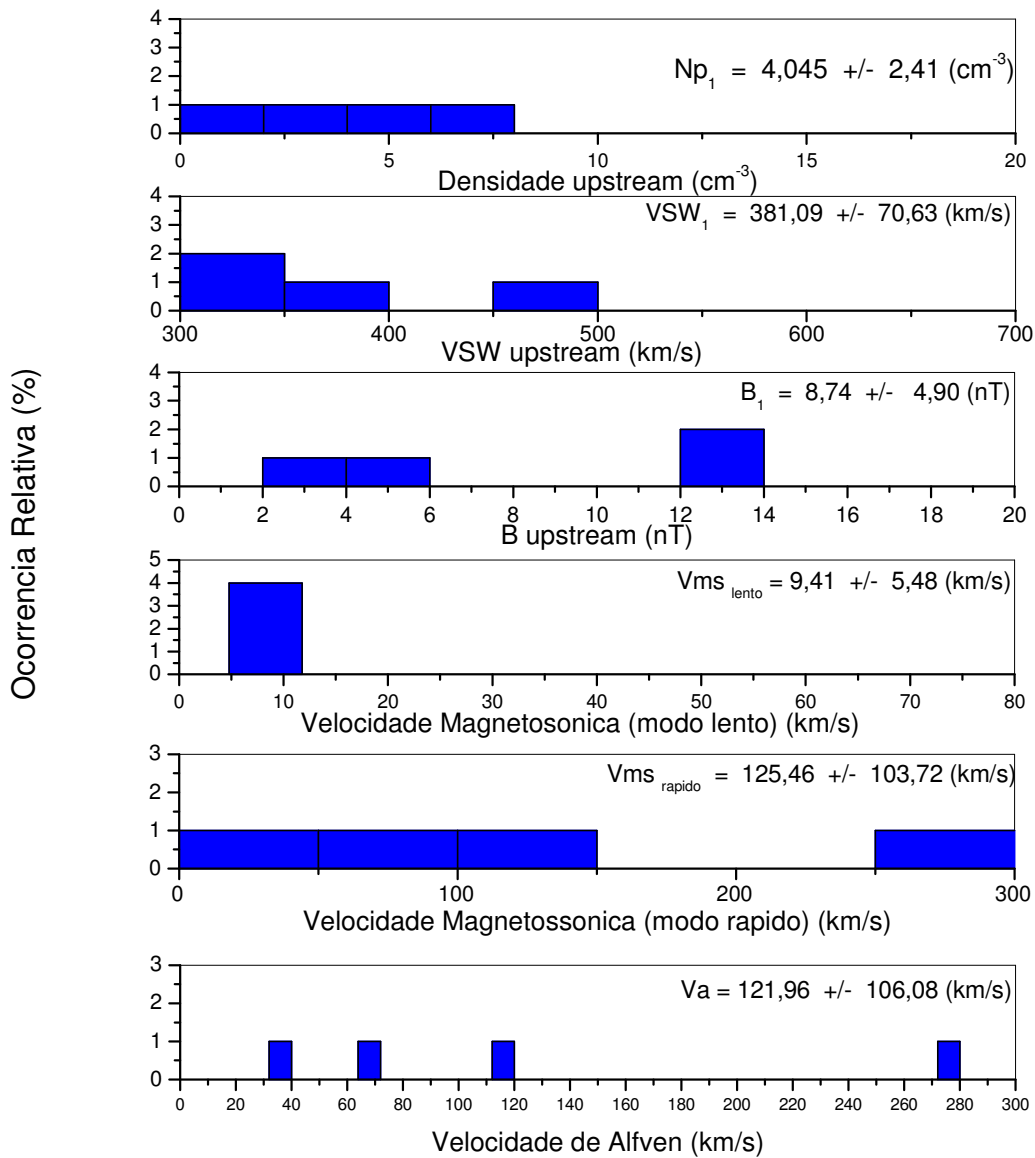 Ocorrencia Relativa (%)
4
3
2
1
0
Np1 = 4,045 +/- 2,41 (cm-3)
0 5 10 15 20
Densidade upstream (cm-3)
4
3
2
1
0
VSW1 = 381,09 +/- 70,63 (km/s)
300 400 500 600 700
VSW upstream (km/s)
4
3
2
1
0
B1 = 8,74 +/- 4,90 (nT)
0 2 4 6 8 10 12 14 16 18 20
B upstream (nT)
5
4
3
2
1
0
Vms lento = 9,41 +/- 5,48 (km/s)
0 10 20 30 40 50 60 70 80
Velocidade Magnetosonica (modo lento) (km/s)
3
2
1
0
Vms rapido = 125,46 +/- 103,72 (km/s)
0 100 200 300
Velocidade Magnetossonica (modo rapido) (km/s)
3
2
1
0
Va = 121,96 +/- 106,08 (km/s)
0 20 40 60 80 100 120 140 160 180 200 220 240 260 280 300
Velocidade de Alfven (km/s)